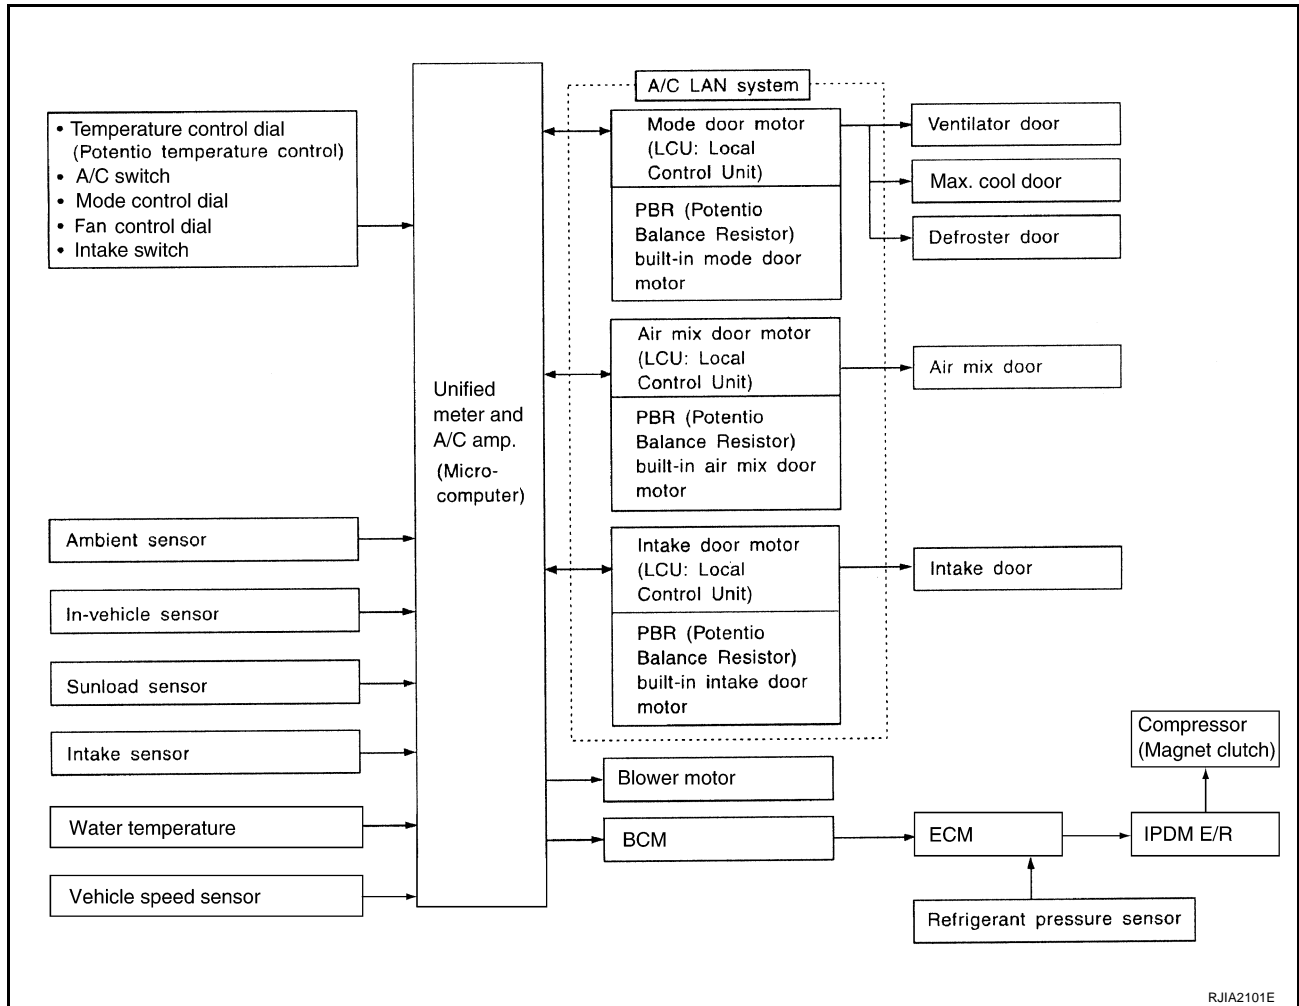 • Temperature control dial
(Potentio temperature control)
• A/C switch
• Mode control dial
• Fan control dial
• Intake switch
Ambient sensor
In-vehicle sensor
Sunload sensor
Intake sensor
Water temperature
Vehicle speed sensor
Unified
meter and
A/C amp.
(Micro-
computer)
A/C LAN system
Mode door motor
(LCU: Local
Control Unit)
PBR (Potentio
Balance Resistor)
built-in mode door
motor
Air mix door motor
(LCU: Local
Control Unit)
PBR (Potentio
Balance Resistor)
built-in air mix door
motor
Intake door motor
(LCU: Local
Control Unit)
PBR (Potentio
Balance Resistor)
built-in intake door
motor
Blower motor
BCM
Ventilator door
Max. cool door
Defroster door
Air mix door
Intake door
ECM
Refrigerant pressure sensor
Compressor
(Magnet clutch)
IPDM E/R
RJIA2101E